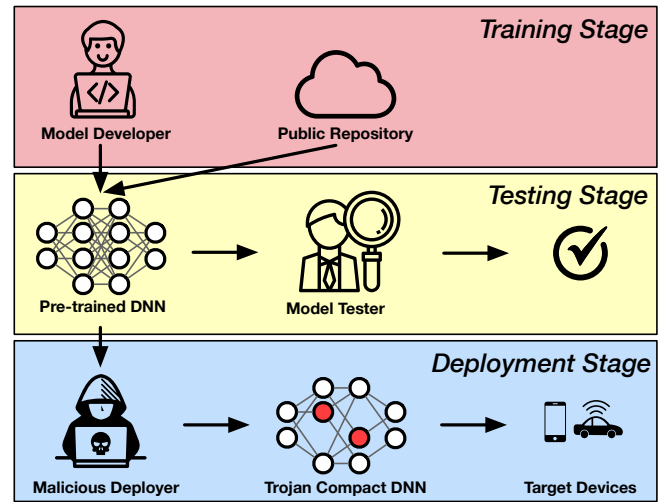 Training Stage
</>
Model Developer
Public Repository
Testing Stage
Pre-trained DNN
Model Tester
Deployment Stage
Malicious Deployer
Trojan Compact DNN
Target Devices